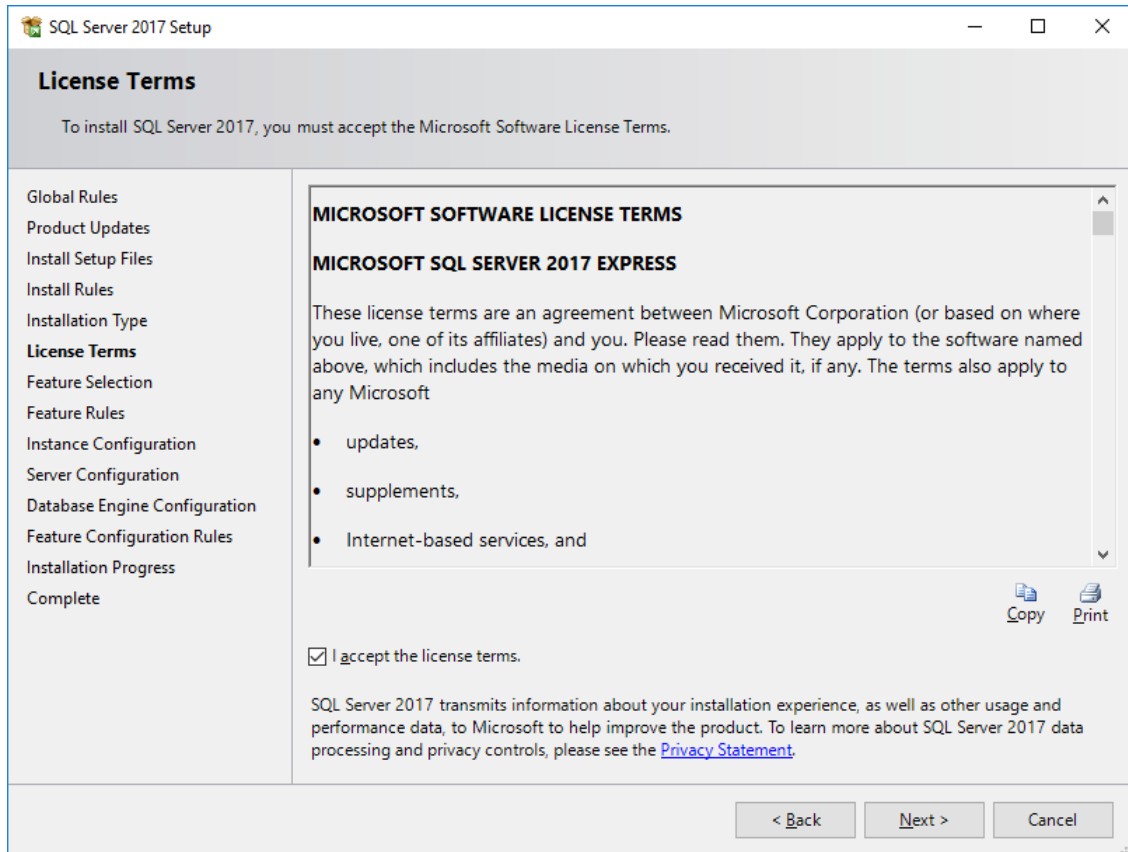 SQL Server 2017 Setup
License Terms
To install SQL Server 2017, you must accept the Microsoft Software License Terms.
Global Rules
Product Updates
Install Setup Files
Install Rules
Installation Type
License Terms
Feature Selection
Feature Rules
Instance Configuration
Server Configuration
Database Engine Configuration
Feature Configuration Rules
Installation Progress
Complete
MICROSOFT SOFTWARE LICENSE TERMS
MICROSOFT SQL SERVER 2017 EXPRESS
These license terms are an agreement between Microsoft Corporation (or based on where
you live, one of its affiliates) and you. Please read them. They apply to the software named
above, which includes the media on which you received it, if any. The terms also apply to
any Microsoft
• updates,
• supplements,
• Internet-based services, and
Copy Print
I accept the license terms.
SQL Server 2017 transmits information about your installation experience, as well as other usage and
performance data, to Microsoft to help improve the product. To learn more about SQL Server 2017 data
processing and privacy controls, please see the Privacy Statement.
< Back Next > Cancel